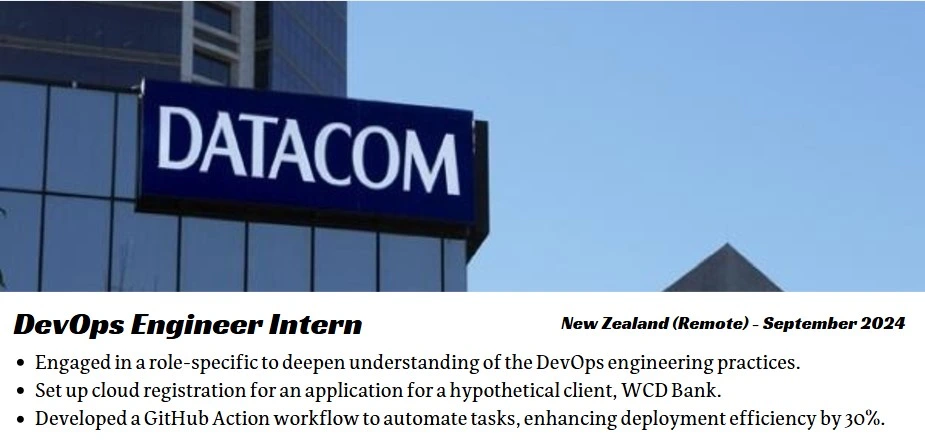 DATACOM
DevOps Engineer Intern
New Zealand (Remote) - September 2024
• Engaged in a role-specific to deepen understanding of the DevOps engineering practices.
• Set up cloud registration for an application for a hypothetical client, WCD Bank.
• Developed a GitHub Action workflow to automate tasks, enhancing deployment efficiency by 30%.